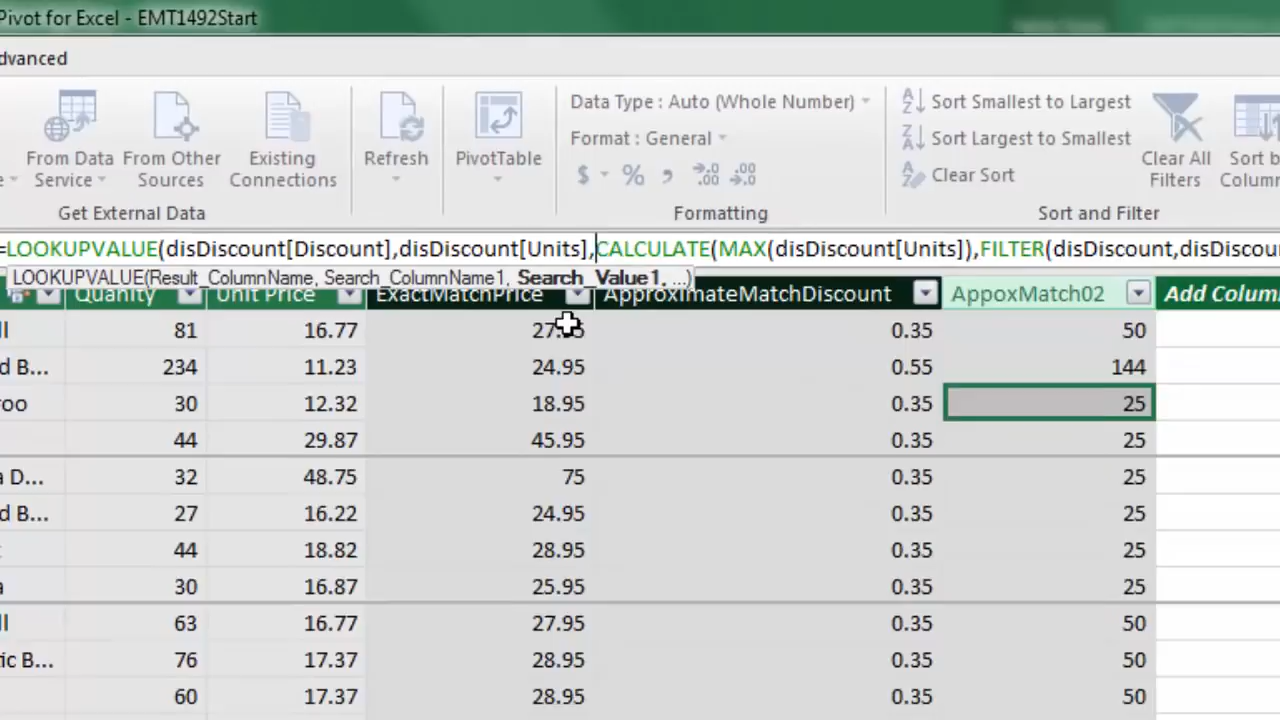 Pivot for Excel - EMT1492Start
dvanced
From Data Service
From Other Sources
Existing Connections
Refresh
PivotTable
Data Type : Auto (Whole Number)
Format : General
$ % , .00 .00
Sort Smallest to Largest
Sort Largest to Smallest
Clear Sort
Clear All Filters
Sort by Column
Get External Data
Formatting
Sort and Filter
=LOOKUPVALUE(disDiscount[Discount],disDiscount[Units],CALCULATE(MAX(disDiscount[Units]),FILTER(disDiscount,disDiscou
LOOKUPVALUE(Result_ColumnName, Search_ColumnName1, Search_Value1, ...)
Quanity Unit Price ExactMatchPrice ApproximateMatchDiscount AppoxMatch02 Add Colum
ll 81 16.77 27.95 0.35 50
d B... 234 11.23 24.95 0.55 144
roo 30 12.32 18.95 0.35 25
44 29.87 45.95 0.35 25
a D... 32 48.75 75 0.35 25
d B... 27 16.22 24.95 0.35 25
44 18.82 28.95 0.35 25
a 30 16.87 25.95 0.35 25
ll 63 16.77 27.95 0.35 50
tic B... 76 17.37 28.95 0.35 50
60 17.37 28.95 0.35 50